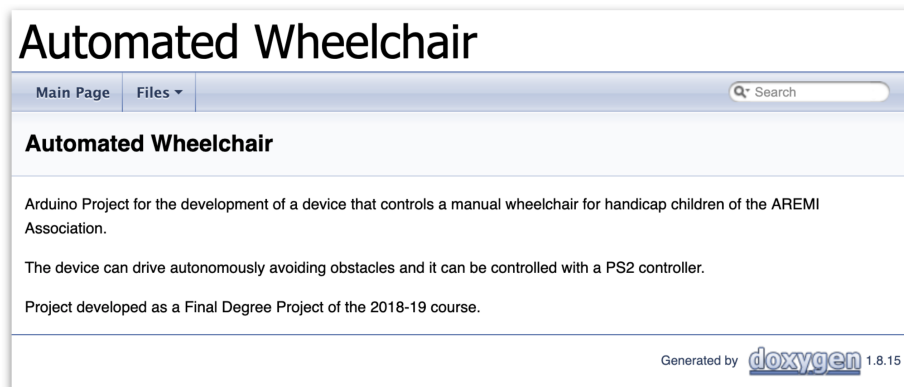 Automated Wheelchair
Main Page Files Search
Automated Wheelchair
Arduino Project for the development of a device that controls a manual wheelchair for handicap children of the AREMI
Association.
The device can drive autonomously avoiding obstacles and it can be controlled with a PS2 controller.
Project developed as a Final Degree Project of the 2018-19 course.
Generated by doxygen 1.8.15